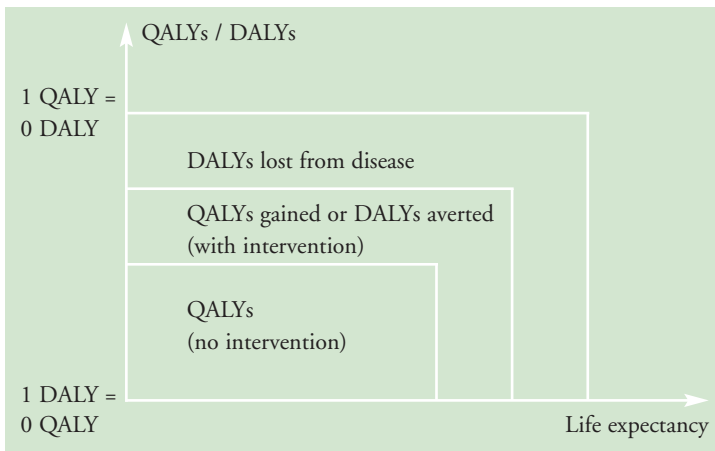 QALYs / DALYs
1 QALY =
0 DALY
DALYs lost from disease
QALYs gained or DALYs averted
(with intervention)
QALYs
(no intervention)
1 DALY =
0 QALY
Life expectancy